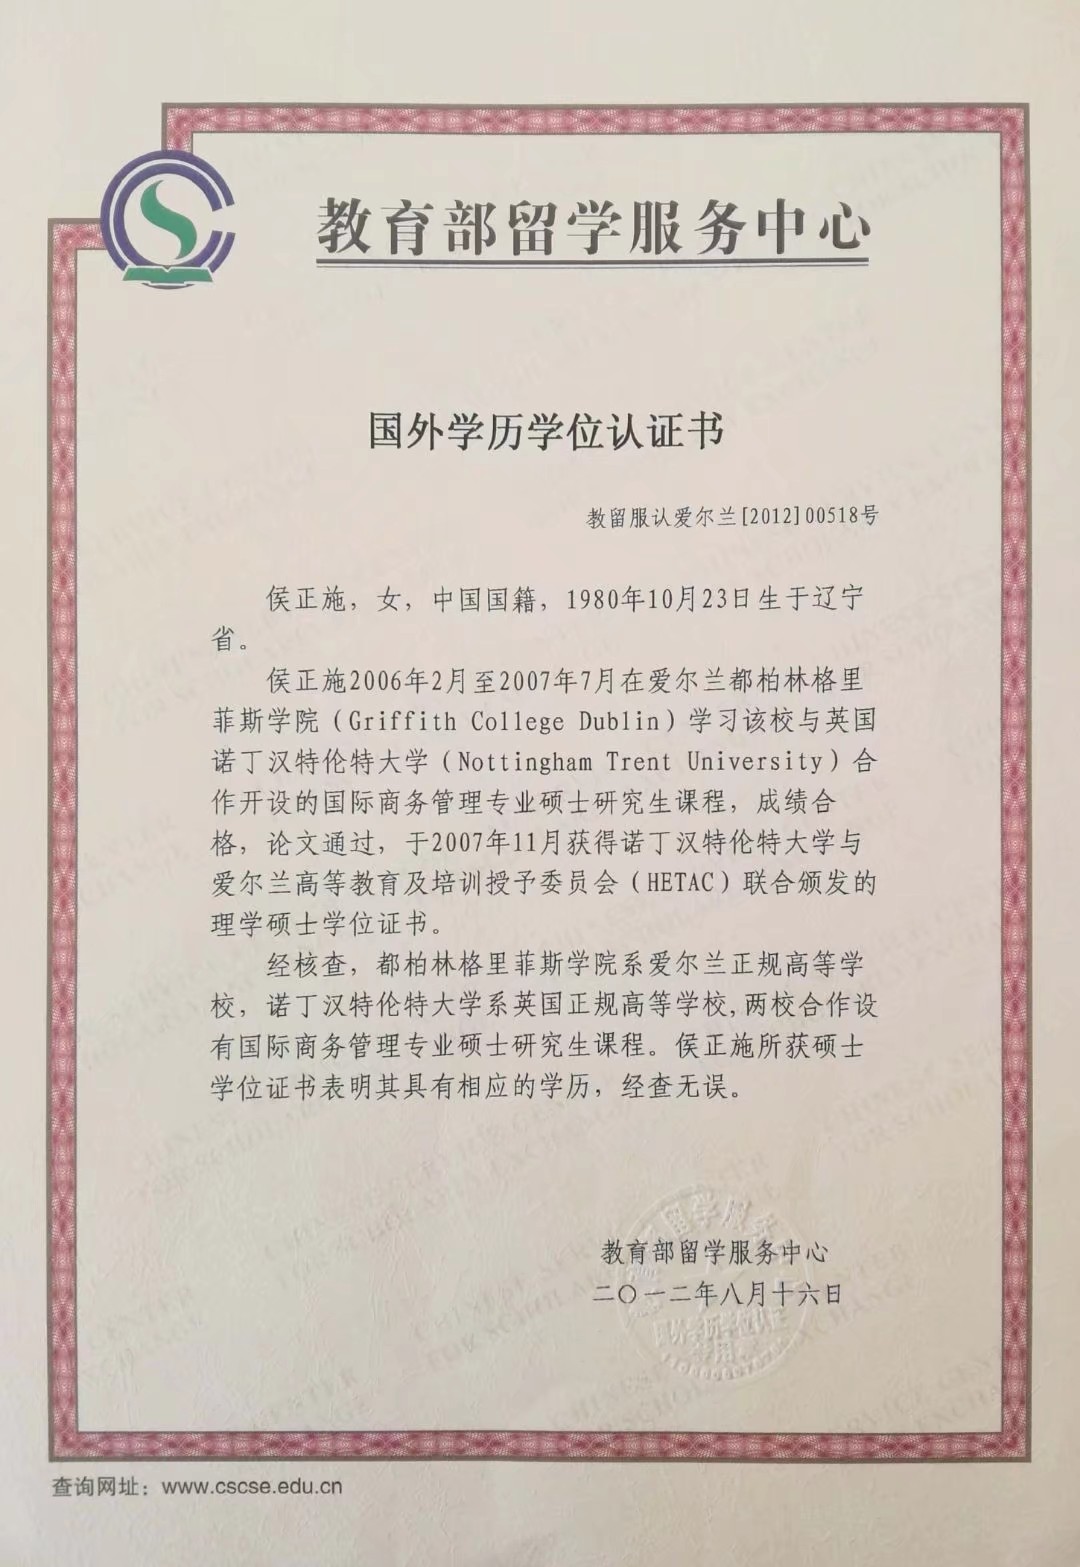 教育部留学服务中心
国外学历学位认证书
教留服认爱尔兰[2012]00518号
侯正施，女，中国国籍，1980年10月23日生于辽宁
省。
侯正施2006年2月至2007年7月在爱尔兰都柏林格里
菲斯学院（Griffith College Dublin）学习该校与英国
诺丁汉特伦特大学（Nottingham Trent University）合
作开设的国际商务管理专业硕士研究生课程，成绩合
格，论文通过，于2007年11月获得诺丁汉特伦特大学与
爱尔兰高等教育及培训授予委员会（HETAC）联合颁发的
理学硕士学位证书。
经核查，都柏林格里菲斯学院系爱尔兰正规高等学
校，诺丁汉特伦特大学系英国正规高等学校,两校合作设
有国际商务管理专业硕士研究生课程。侯正施所获硕士
学位证书表明其具有相应的学历，经查无误。
教育部留学服务中心
二〇一二年八月十六日
查询网址：www.cscse.edu.cn